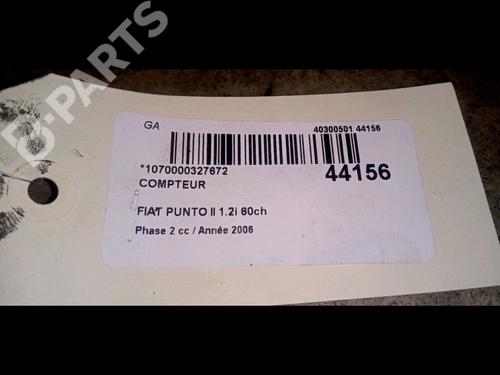 B-PARTS
GA
40300501 44156
*1070000327672
44156
COMPTEUR
FIAT PUNTO II 1.2i 60ch
Phase 2 cc / Année 2006